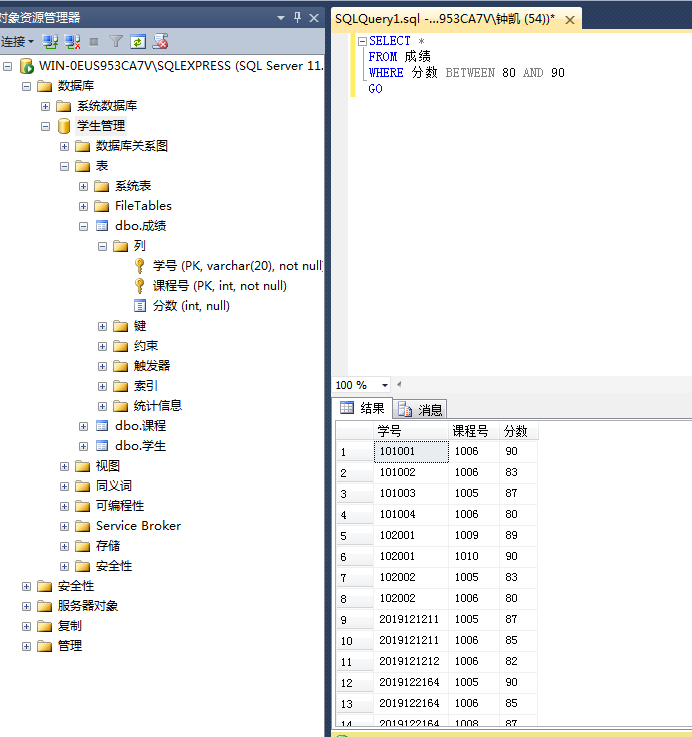 对象资源管理器
连接
WIN-0EUS953CA7V\SQLEXPRESS (SQL Server 11.
数据库
系统数据库
学生管理
数据库关系图
表
系统表
FileTables
dbo.成绩
列
学号 (PK, varchar(20), not null
课程号 (PK, int, not null)
分数 (int, null)
键
约束
触发器
索引
统计信息
dbo.课程
dbo.学生
视图
同义词
可编程性
Service Broker
存储
安全性
安全性
服务器对象
复制
管理
SQLQuery1.sql -...953CA7V\钟凯 (54))*
SELECT *
FROM 成绩
WHERE 分数 BETWEEN 80 AND 90
GO
100 %
结果 消息
学号 课程号 分数
1 101001 1006 90
2 101002 1006 83
3 101003 1005 87
4 101004 1006 80
5 102001 1009 89
6 102001 1010 90
7 102002 1005 83
8 102002 1006 80
9 2019121211 1005 87
10 2019121211 1006 85
11 2019121212 1006 82
12 2019122164 1005 90
13 2019122164 1006 85
14 2019122164 1008 87